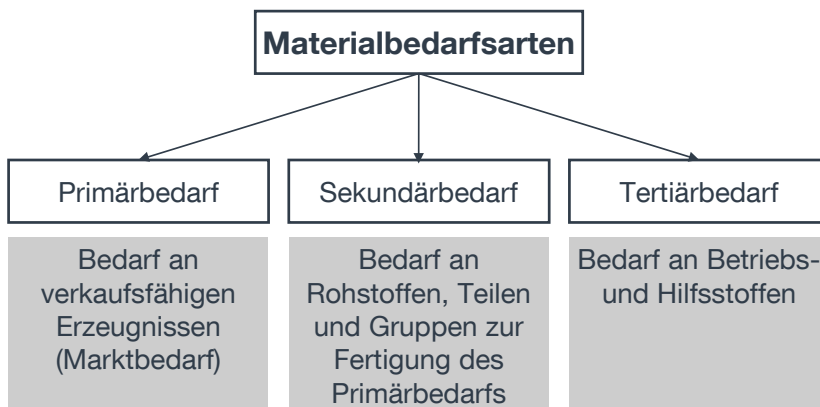 Materialbedarfsarten
Primärbedarf
Bedarf an
verkaufsfähigen
Erzeugnissen
(Marktbedarf)
Sekundärbedarf
Bedarf an
Rohstoffen, Teilen
und Gruppen zur
Fertigung des
Primärbedarfs
Tertiärbedarf
Bedarf an Betriebs-
und Hilfsstoffen